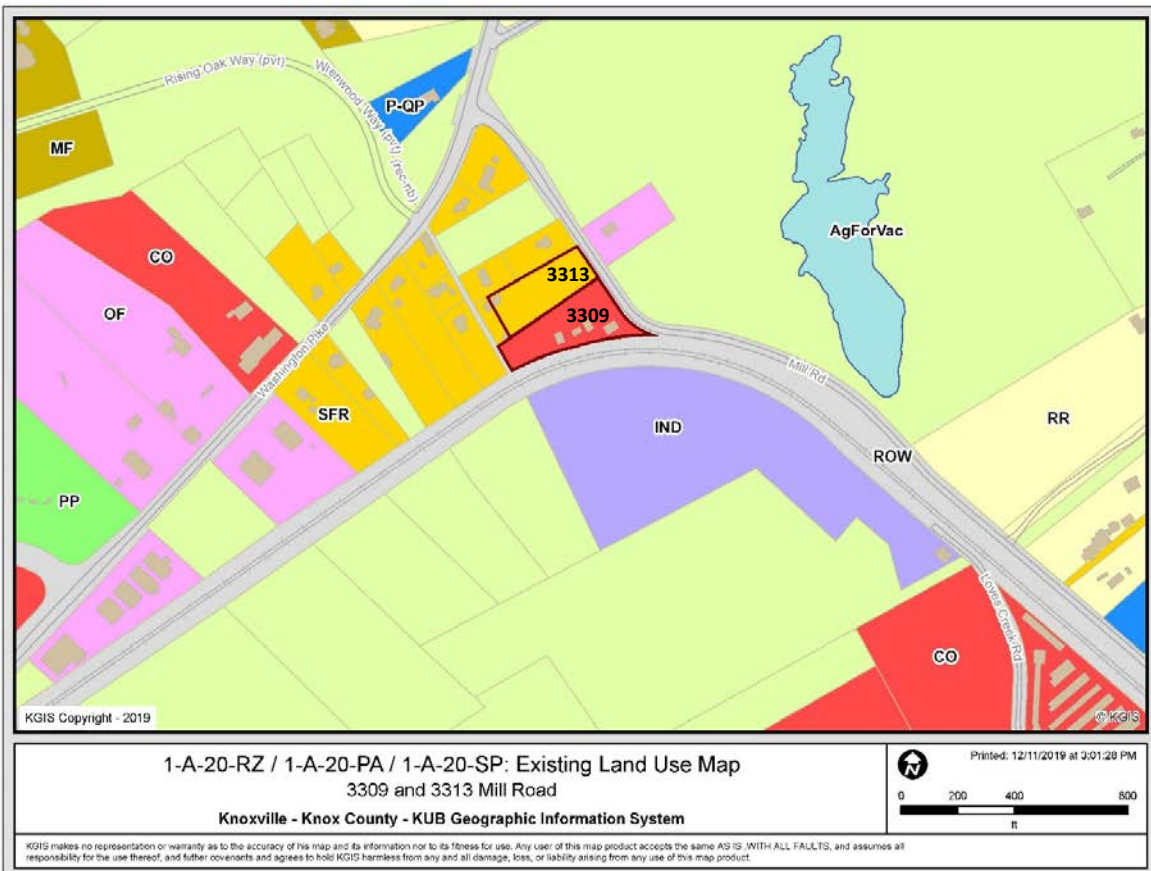 Rising Oak Way (pvt)
Wrenwood Way (pvt) (rec-nb)
P-QP
MF
CO
AgForVac
3313
OF
3309
Washington Pike
Mill Rd
SFR
RR
IND
ROW
PP
Loves Creek Rd
CO
KGIS Copyright - 2019
© KGIS
1-A-20-RZ / 1-A-20-PA / 1-A-20-SP: Existing Land Use Map
3309 and 3313 Mill Road
Knoxville - Knox County - KUB Geographic Information System
Printed: 12/11/2019 at 3:01:28 PM
N
0 200 400 800
ft
KGIS makes no representation or warranty as to the accuracy of his map and its information nor to its fitness for use. Any user of this map product accepts the same AS IS ,WITH ALL FAULTS, and assumes all
responsibility for the use thereof, and futher covenants and agrees to hold KGIS harmless from any and all damage, loss, or liability arising from any use of this map product.